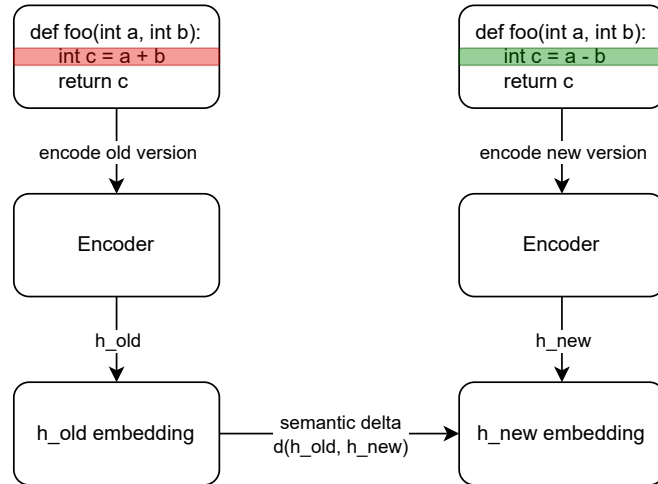 def foo(int a, int b):
int c = a + b
return c
encode old version
Encoder
h_old
h_old embedding
semantic delta
d(h_old, h_new)
def foo(int a, int b):
int c = a - b
return c
encode new version
Encoder
h_new
h_new embedding